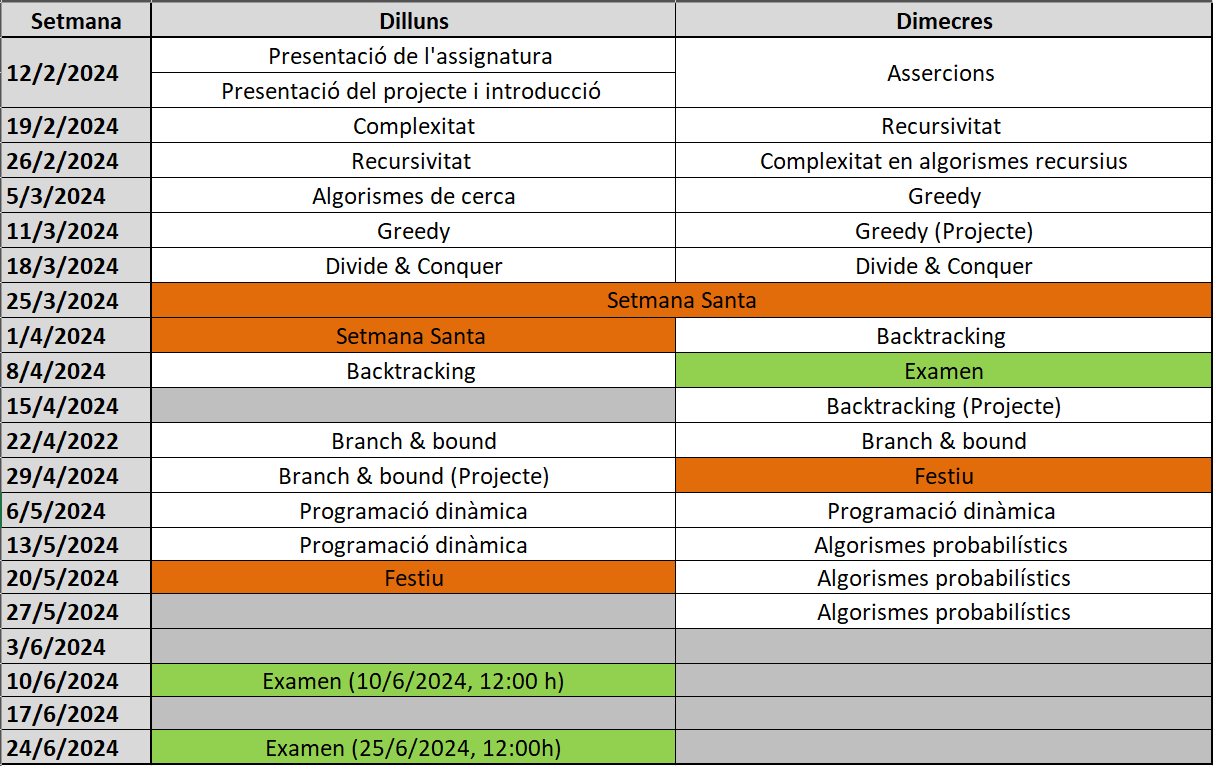 Setmana Dilluns Dimecres
12/2/2024 Presentació de l'assignatura Assercions
Presentació del projecte i introducció
19/2/2024 Complexitat Recursivitat
26/2/2024 Recursivitat Complexitat en algorismes recursius
5/3/2024 Algorismes de cerca Greedy
11/3/2024 Greedy Greedy (Projecte)
18/3/2024 Divide & Conquer Divide & Conquer
25/3/2024 Setmana Santa
1/4/2024 Setmana Santa Backtracking
8/4/2024 Backtracking Examen
15/4/2024 Backtracking (Projecte)
22/4/2022 Branch & bound Branch & bound
29/4/2024 Branch & bound (Projecte) Festiu
6/5/2024 Programació dinàmica Programació dinàmica
13/5/2024 Programació dinàmica Algorismes probabilístics
20/5/2024 Festiu Algorismes probabilístics
27/5/2024 Algorismes probabilístics
3/6/2024
10/6/2024 Examen (10/6/2024, 12:00 h)
17/6/2024
24/6/2024 Examen (25/6/2024, 12:00h)